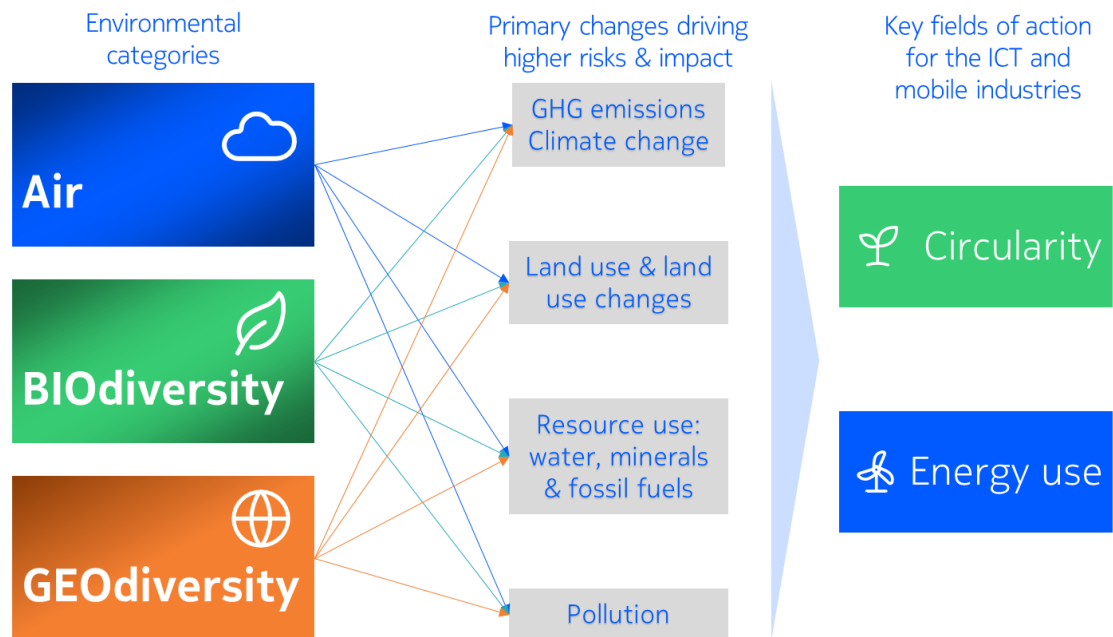 Environmental
categories
Primary changes driving
higher risks & impact
Key fields of action
for the ICT and
mobile industries
Air
BIOdiversity
GEOdiversity
GHG emissions
Climate change
Land use & land
use changes
Resource use:
water, minerals
& fossil fuels
Pollution
Circularity
Energy use